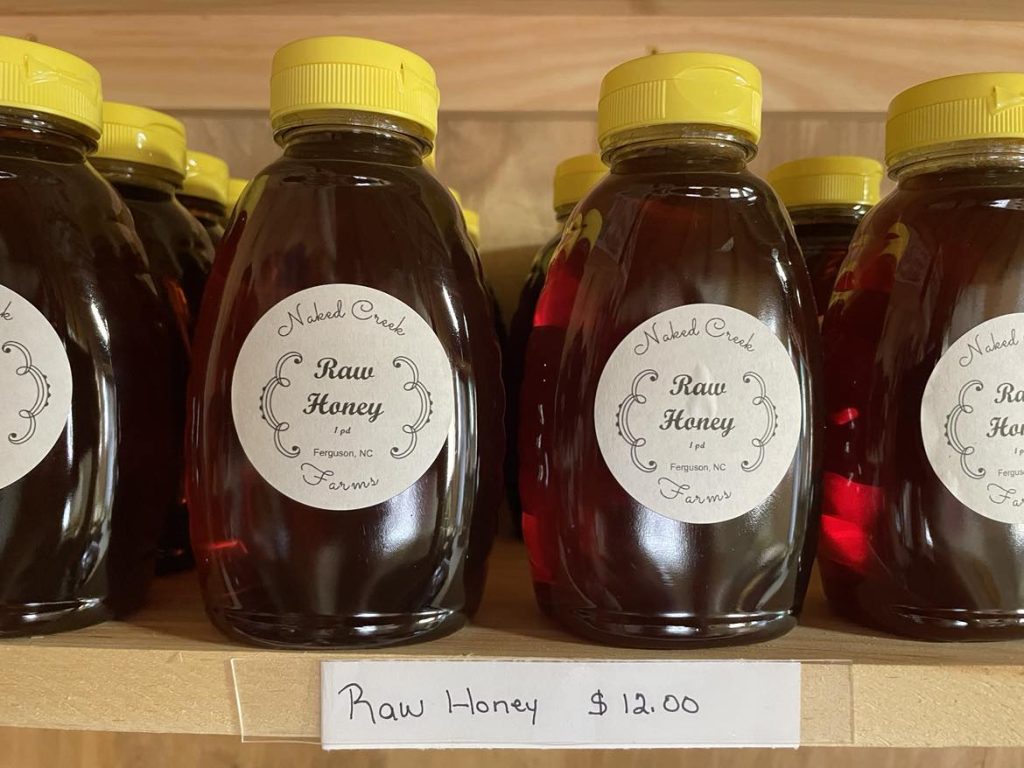 Naked Creek
Raw
Honey
1 pd
Ferguson, NC
Farms
Naked Creek
Raw
Honey
1 pd
Ferguson, NC
Farms
Naked
Raw Honey $12.00